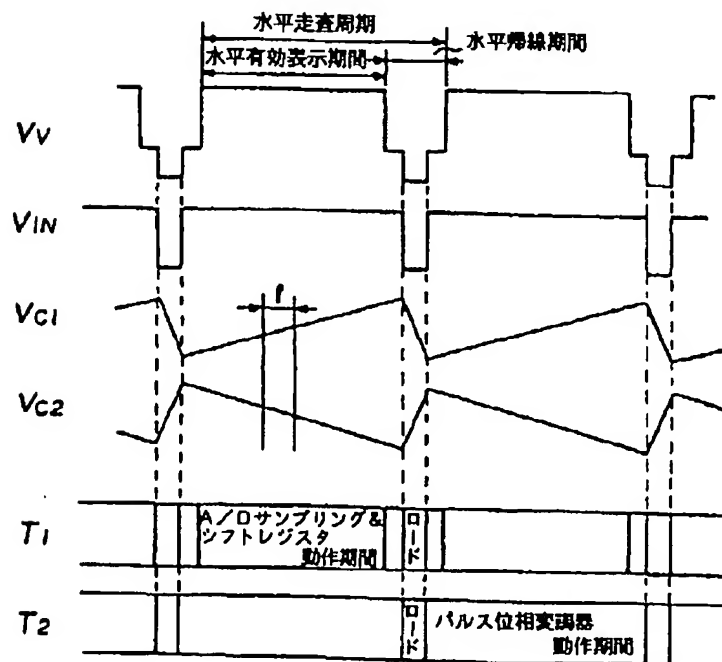 水平走査周期
水平有効表示期間
水平帰線期間
VV
VIN
VC1
f
VC2
T1
A/Dサンプリング&
シフトレジスタ
動作期間
ロード
T2
ロード
パルス位相変調器
動作期間